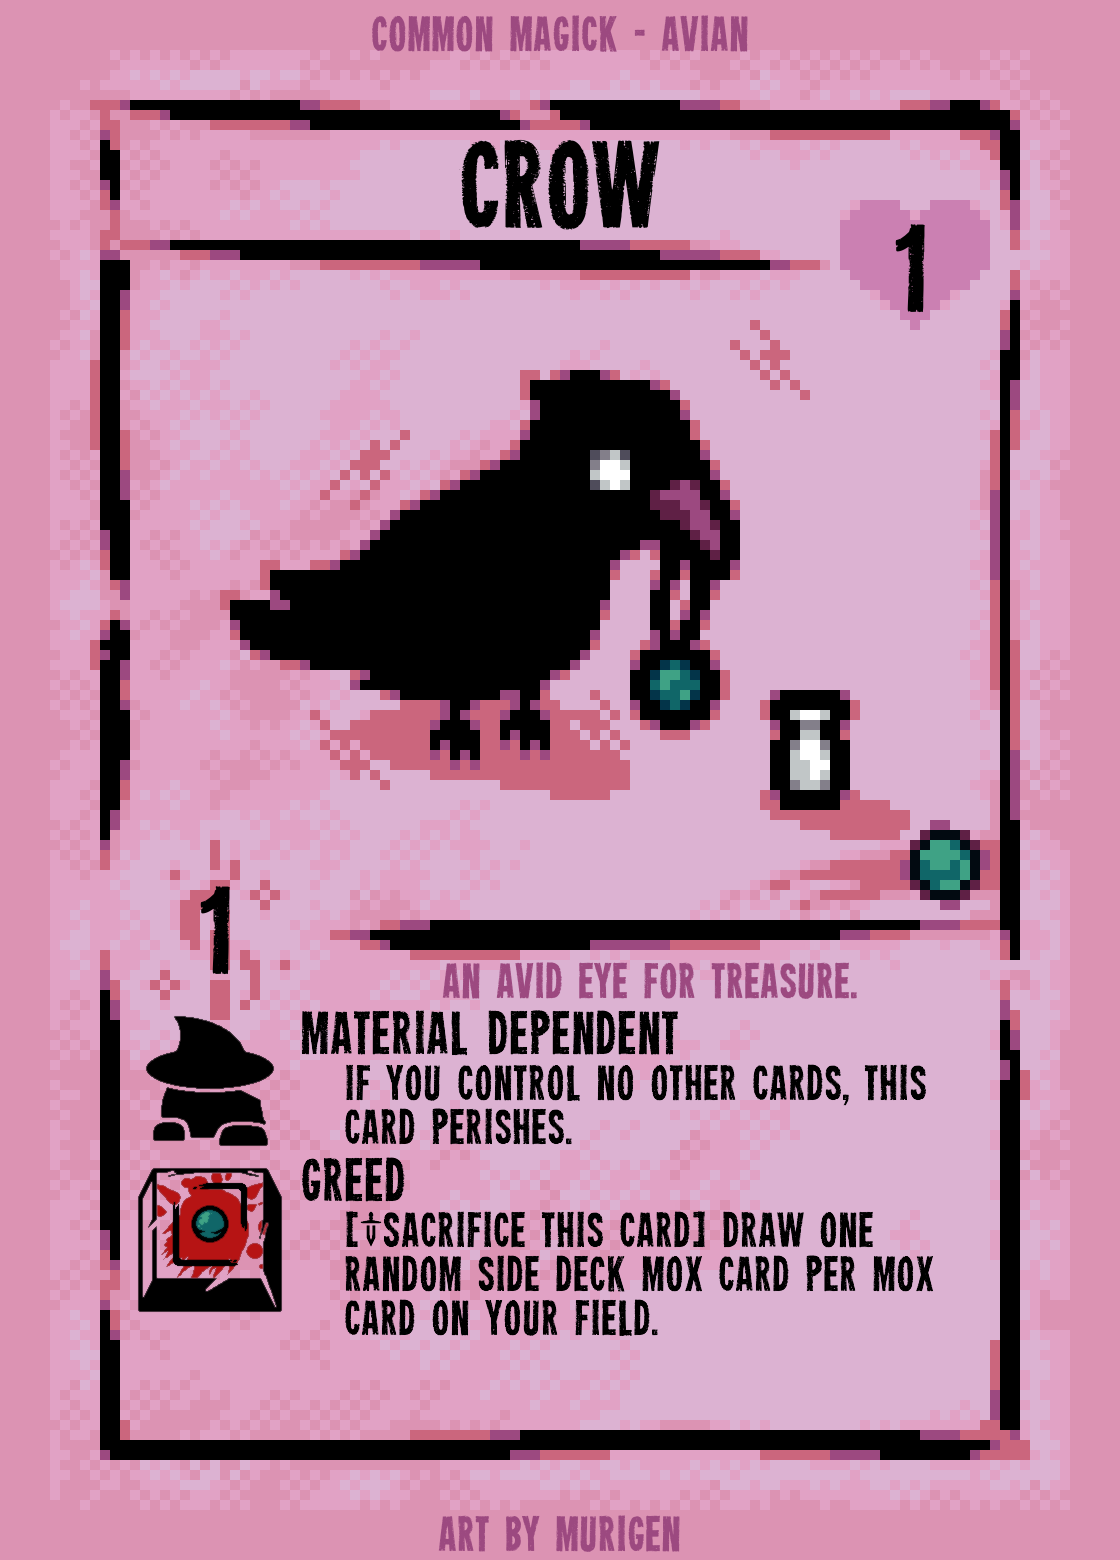 COMMON MAGICK - AVIAN
CROW
1
1
AN AVID EYE FOR TREASURE.
MATERIAL DEPENDENT
IF YOU CONTROL NO OTHER CARDS, THIS
CARD PERISHES.
GREED
[SACRIFICE THIS CARD] DRAW ONE
RANDOM SIDE DECK MOX CARD PER MOX
CARD ON YOUR FIELD.
ART BY MURIGEN